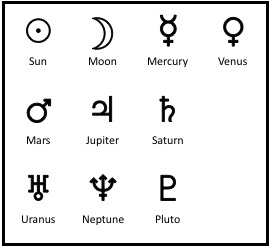 ☉ ☽ ☿ ♀
Sun Moon Mercury Venus
♂ ♃ ♄
Mars Jupiter Saturn
♅ ♆ ♇
Uranus Neptune Pluto